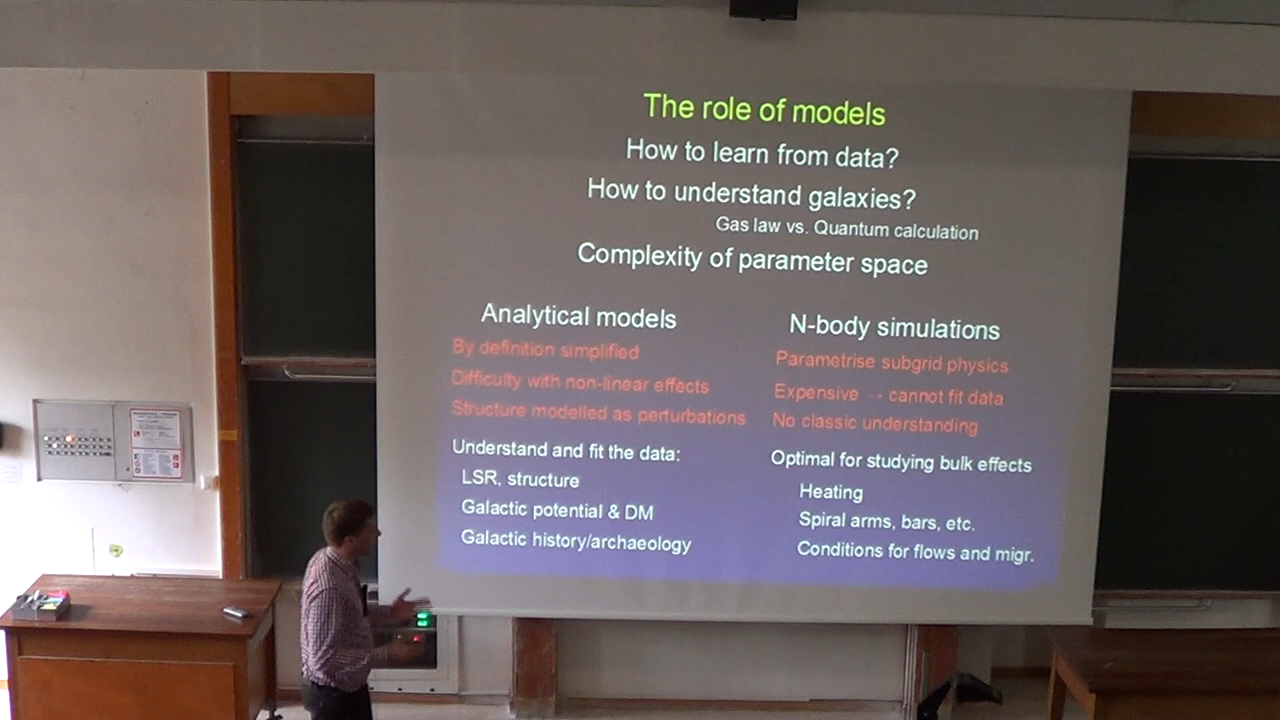 The role of models
How to learn from data?
How to understand galaxies?
Gas law vs. Quantum calculation
Complexity of parameter space
Analytical models
By definition simplified
Difficulty with non-linear effects
Structure modelled as perturbations
Understand and fit the data:
LSR, structure
Galactic potential & DM
Galactic history/archaeology
N-body simulations
Parametrise subgrid physics
Expensive → cannot fit data
No classic understanding
Optimal for studying bulk effects
Heating
Spiral arms, bars, etc.
Conditions for flows and migr.